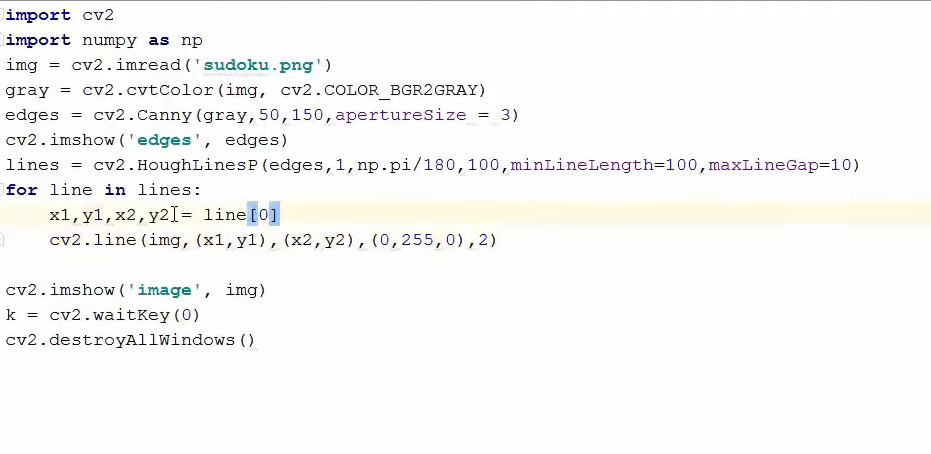 import cv2
import numpy as np
img = cv2.imread('sudoku.png')
gray = cv2.cvtColor(img, cv2.COLOR_BGR2GRAY)
edges = cv2.Canny(gray,50,150,apertureSize = 3)
cv2.imshow('edges', edges)
lines = cv2.HoughLinesP(edges,1,np.pi/180,100,minLineLength=100,maxLineGap=10)
for line in lines:
    x1,y1,x2,y2 = line[0]
    cv2.line(img,(x1,y1),(x2,y2),(0,255,0),2)
cv2.imshow('image', img)
k = cv2.waitKey(0)
cv2.destroyAllWindows()